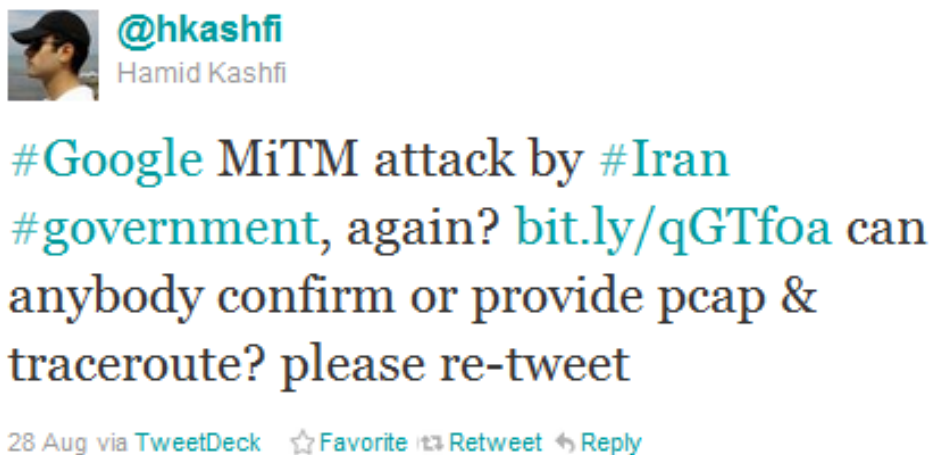 @hkashfi
Hamid Kashfi
#Google MiTM attack by #Iran
#government, again? bit.ly/qGTf0a can
anybody confirm or provide pcap &
traceroute? please re-tweet
28 Aug via TweetDeck Favorite Retweet Reply